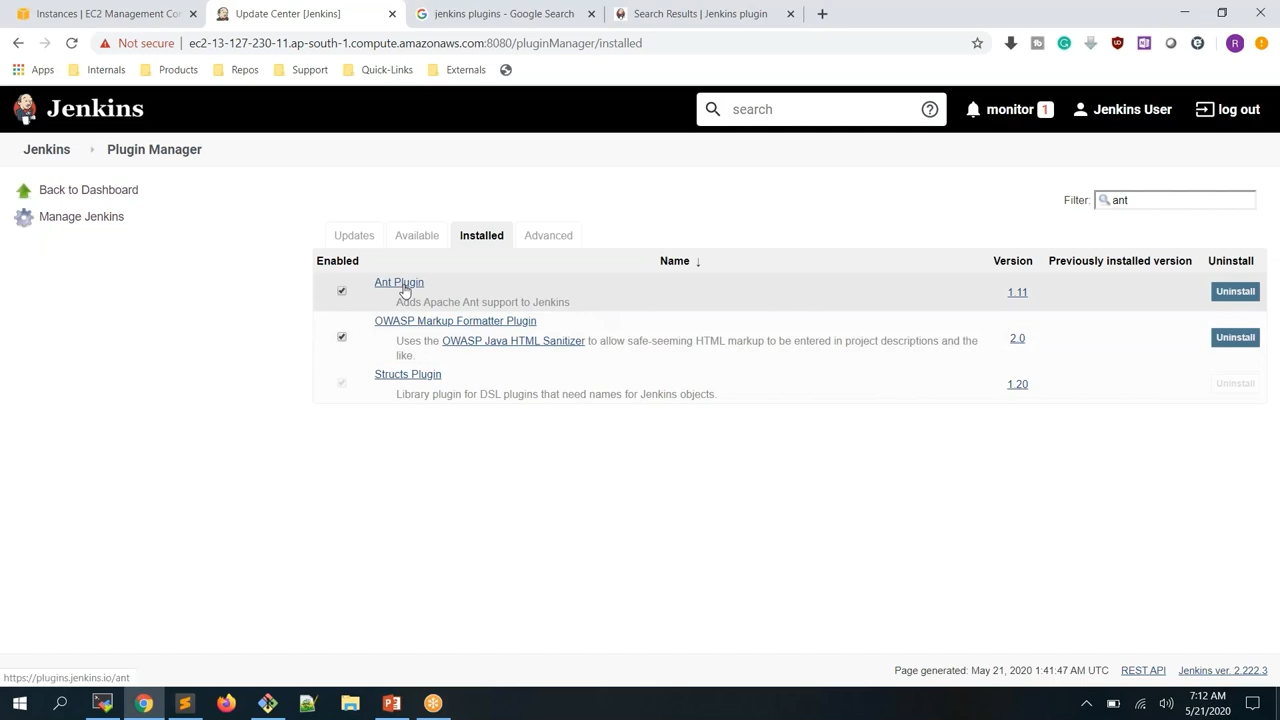 Instances | EC2 Management Con
Update Center [Jenkins]
jenkins plugins - Google Search
Search Results | Jenkins plugin
Not secure | ec2-13-127-230-11.ap-south-1.compute.amazonaws.com:8080/pluginManager/installed
Apps Internals Products Repos Support Quick-Links Externals
Jenkins
search
monitor 1
Jenkins User
log out
Jenkins Plugin Manager
Back to Dashboard
Manage Jenkins
Filter: ant
Updates Available Installed Advanced
Enabled Name ↓ Version Previously installed version Uninstall
Ant Plugin
Adds Apache Ant support to Jenkins
1.11
Uninstall
OWASP Markup Formatter Plugin
Uses the OWASP Java HTML Sanitizer to allow safe-seeming HTML markup to be entered in project descriptions and the
like.
2.0
Uninstall
Structs Plugin
Library plugin for DSL plugins that need names for Jenkins objects.
1.20
Uninstall
https://plugins.jenkins.io/ant
Page generated: May 21, 2020 1:41:47 AM UTC REST API Jenkins ver. 2.222.3
7:12 AM
5/21/2020